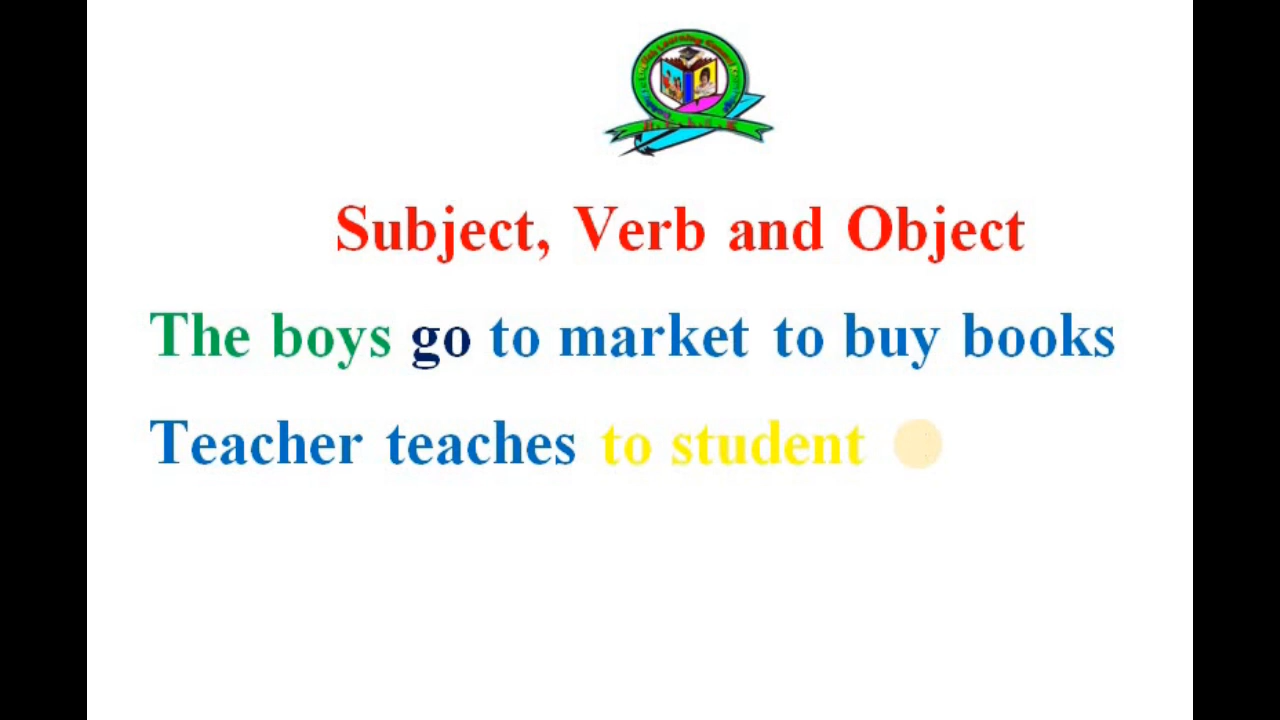 Subject, Verb and Object
The boys go to market to buy books
Teacher teaches to student